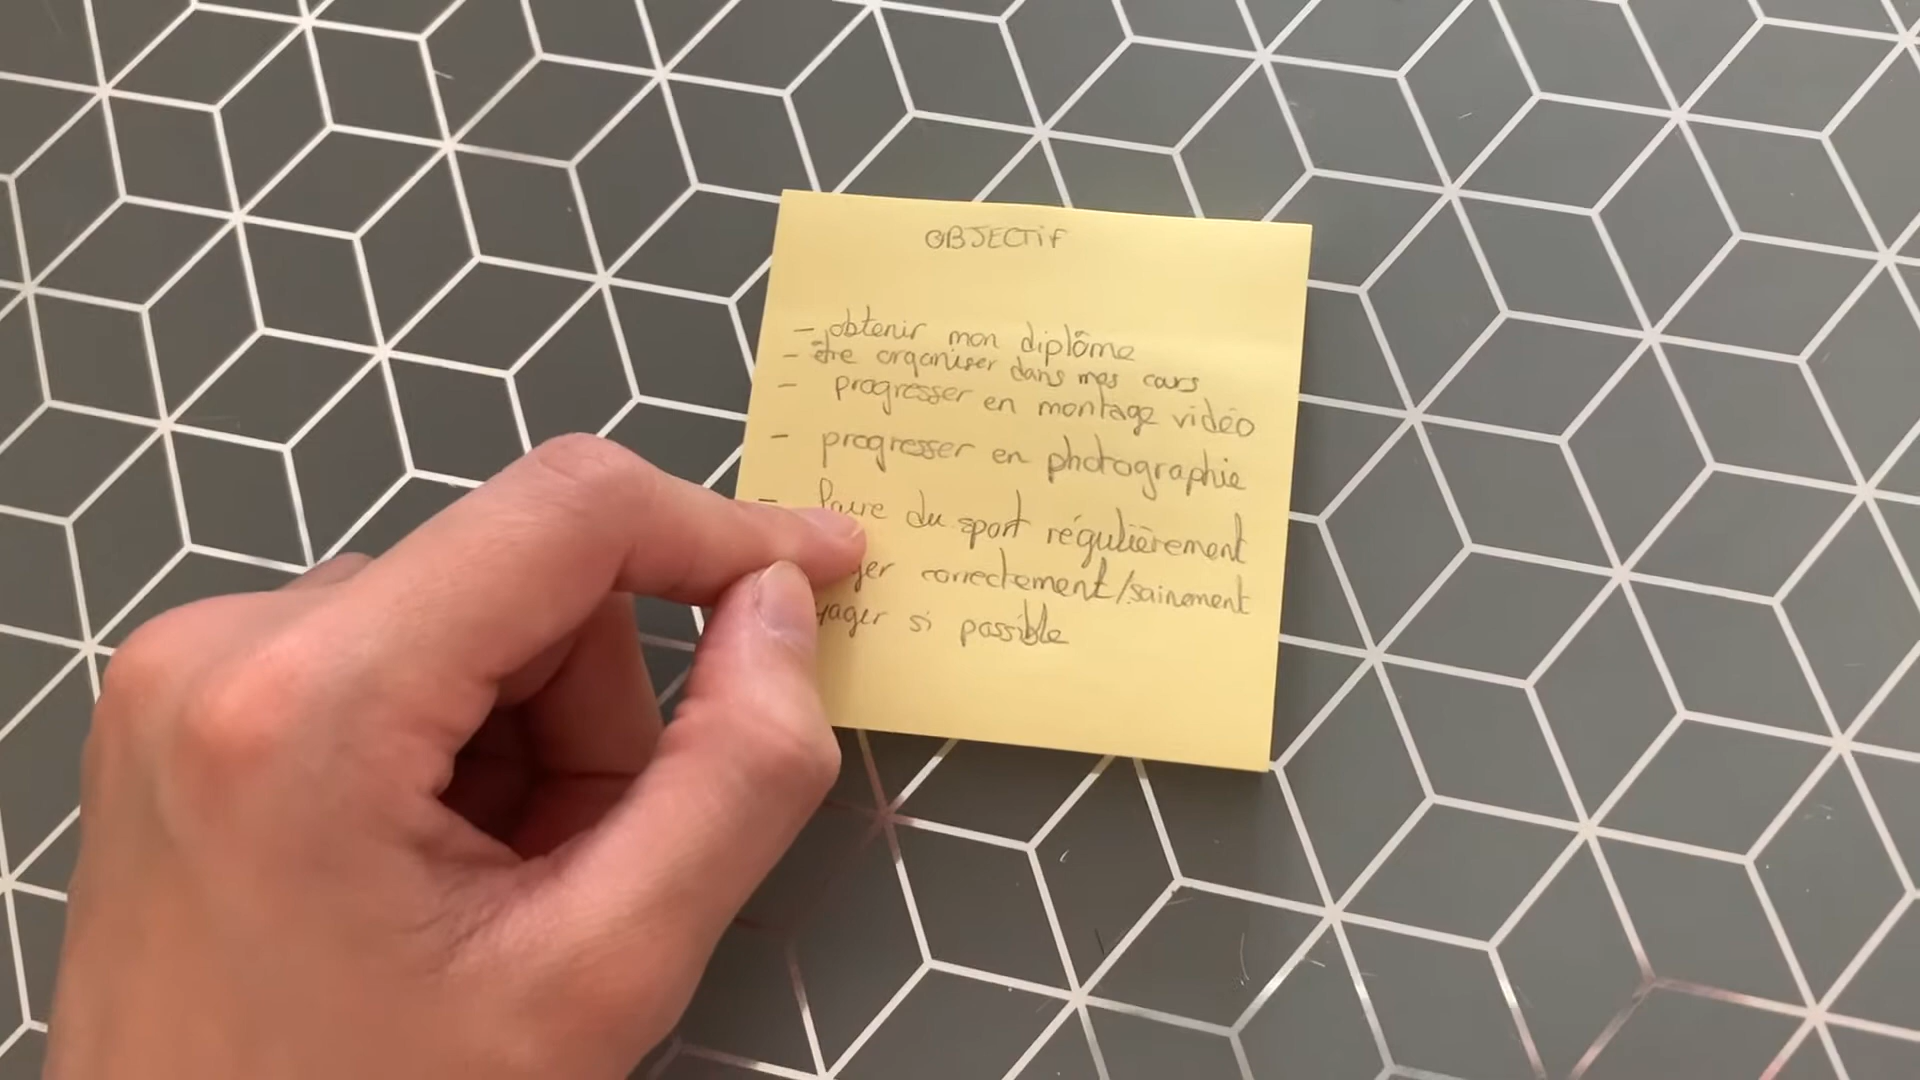 OBJECTif
- obtenir mon diplôme
- être organiser dans mes cours
- progresser en montage vidéo
- progresser en photographie
- faire du sport régulièrement
correctement/sainement
si possible